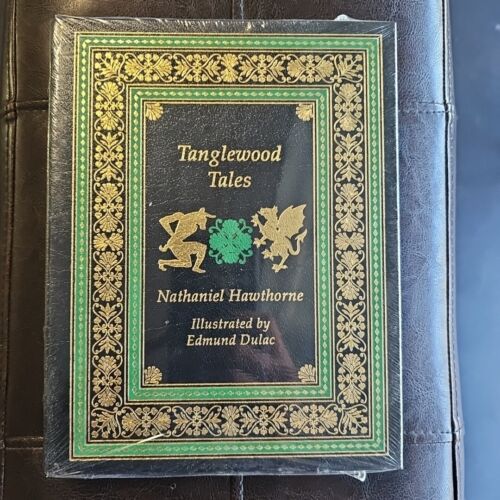 Tanglewood
Tales
Nathaniel Hawthorne
Illustrated by
Edmund Dulac